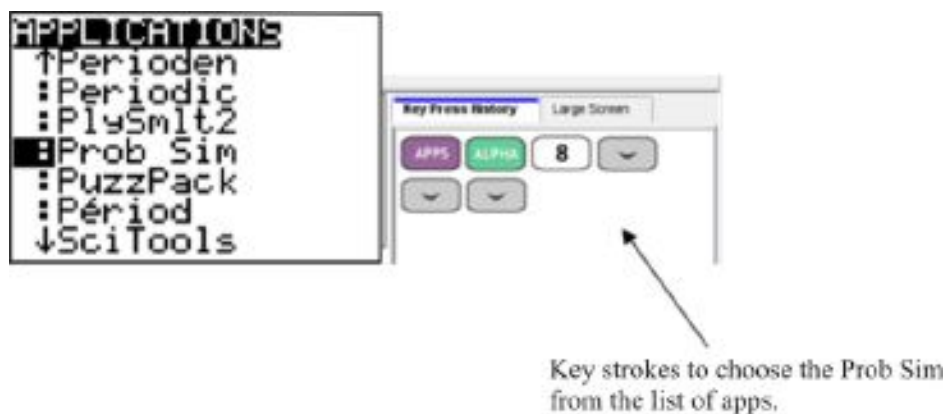 APPLICATIONS
↑Perioden
:Periodic
:PlySmlt2
:Prob Sim
:PuzzPack
:Périod
↓SciTools
Key Press History
Large Screen
APPS ALPHA 8
Key strokes to choose the Prob Sim
from the list of apps.